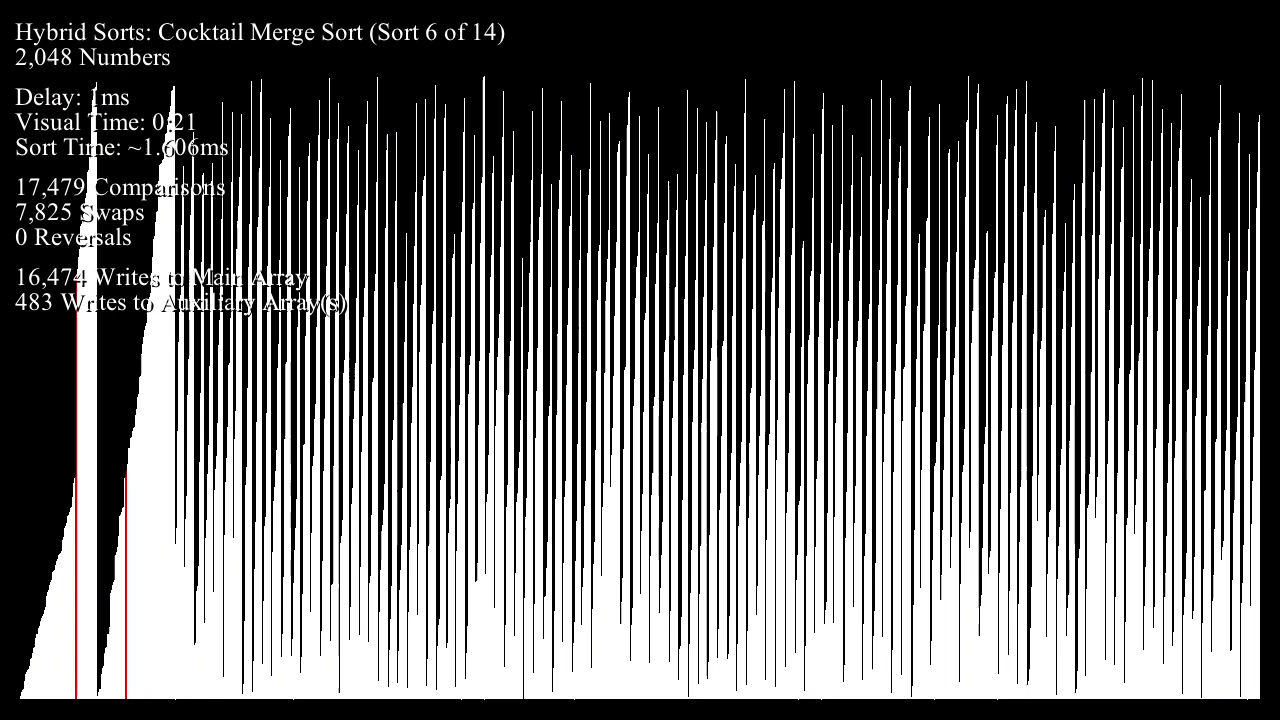 Hybrid Sorts: Cocktail Merge Sort (Sort 6 of 14)
2,048 Numbers
Delay: 1ms
Visual Time: 0:21
Sort Time: ~1.606ms
17,479 Comparisons
7,825 Swaps
0 Reversals
16,474 Writes to Main Array
483 Writes to Auxiliary Array(s)